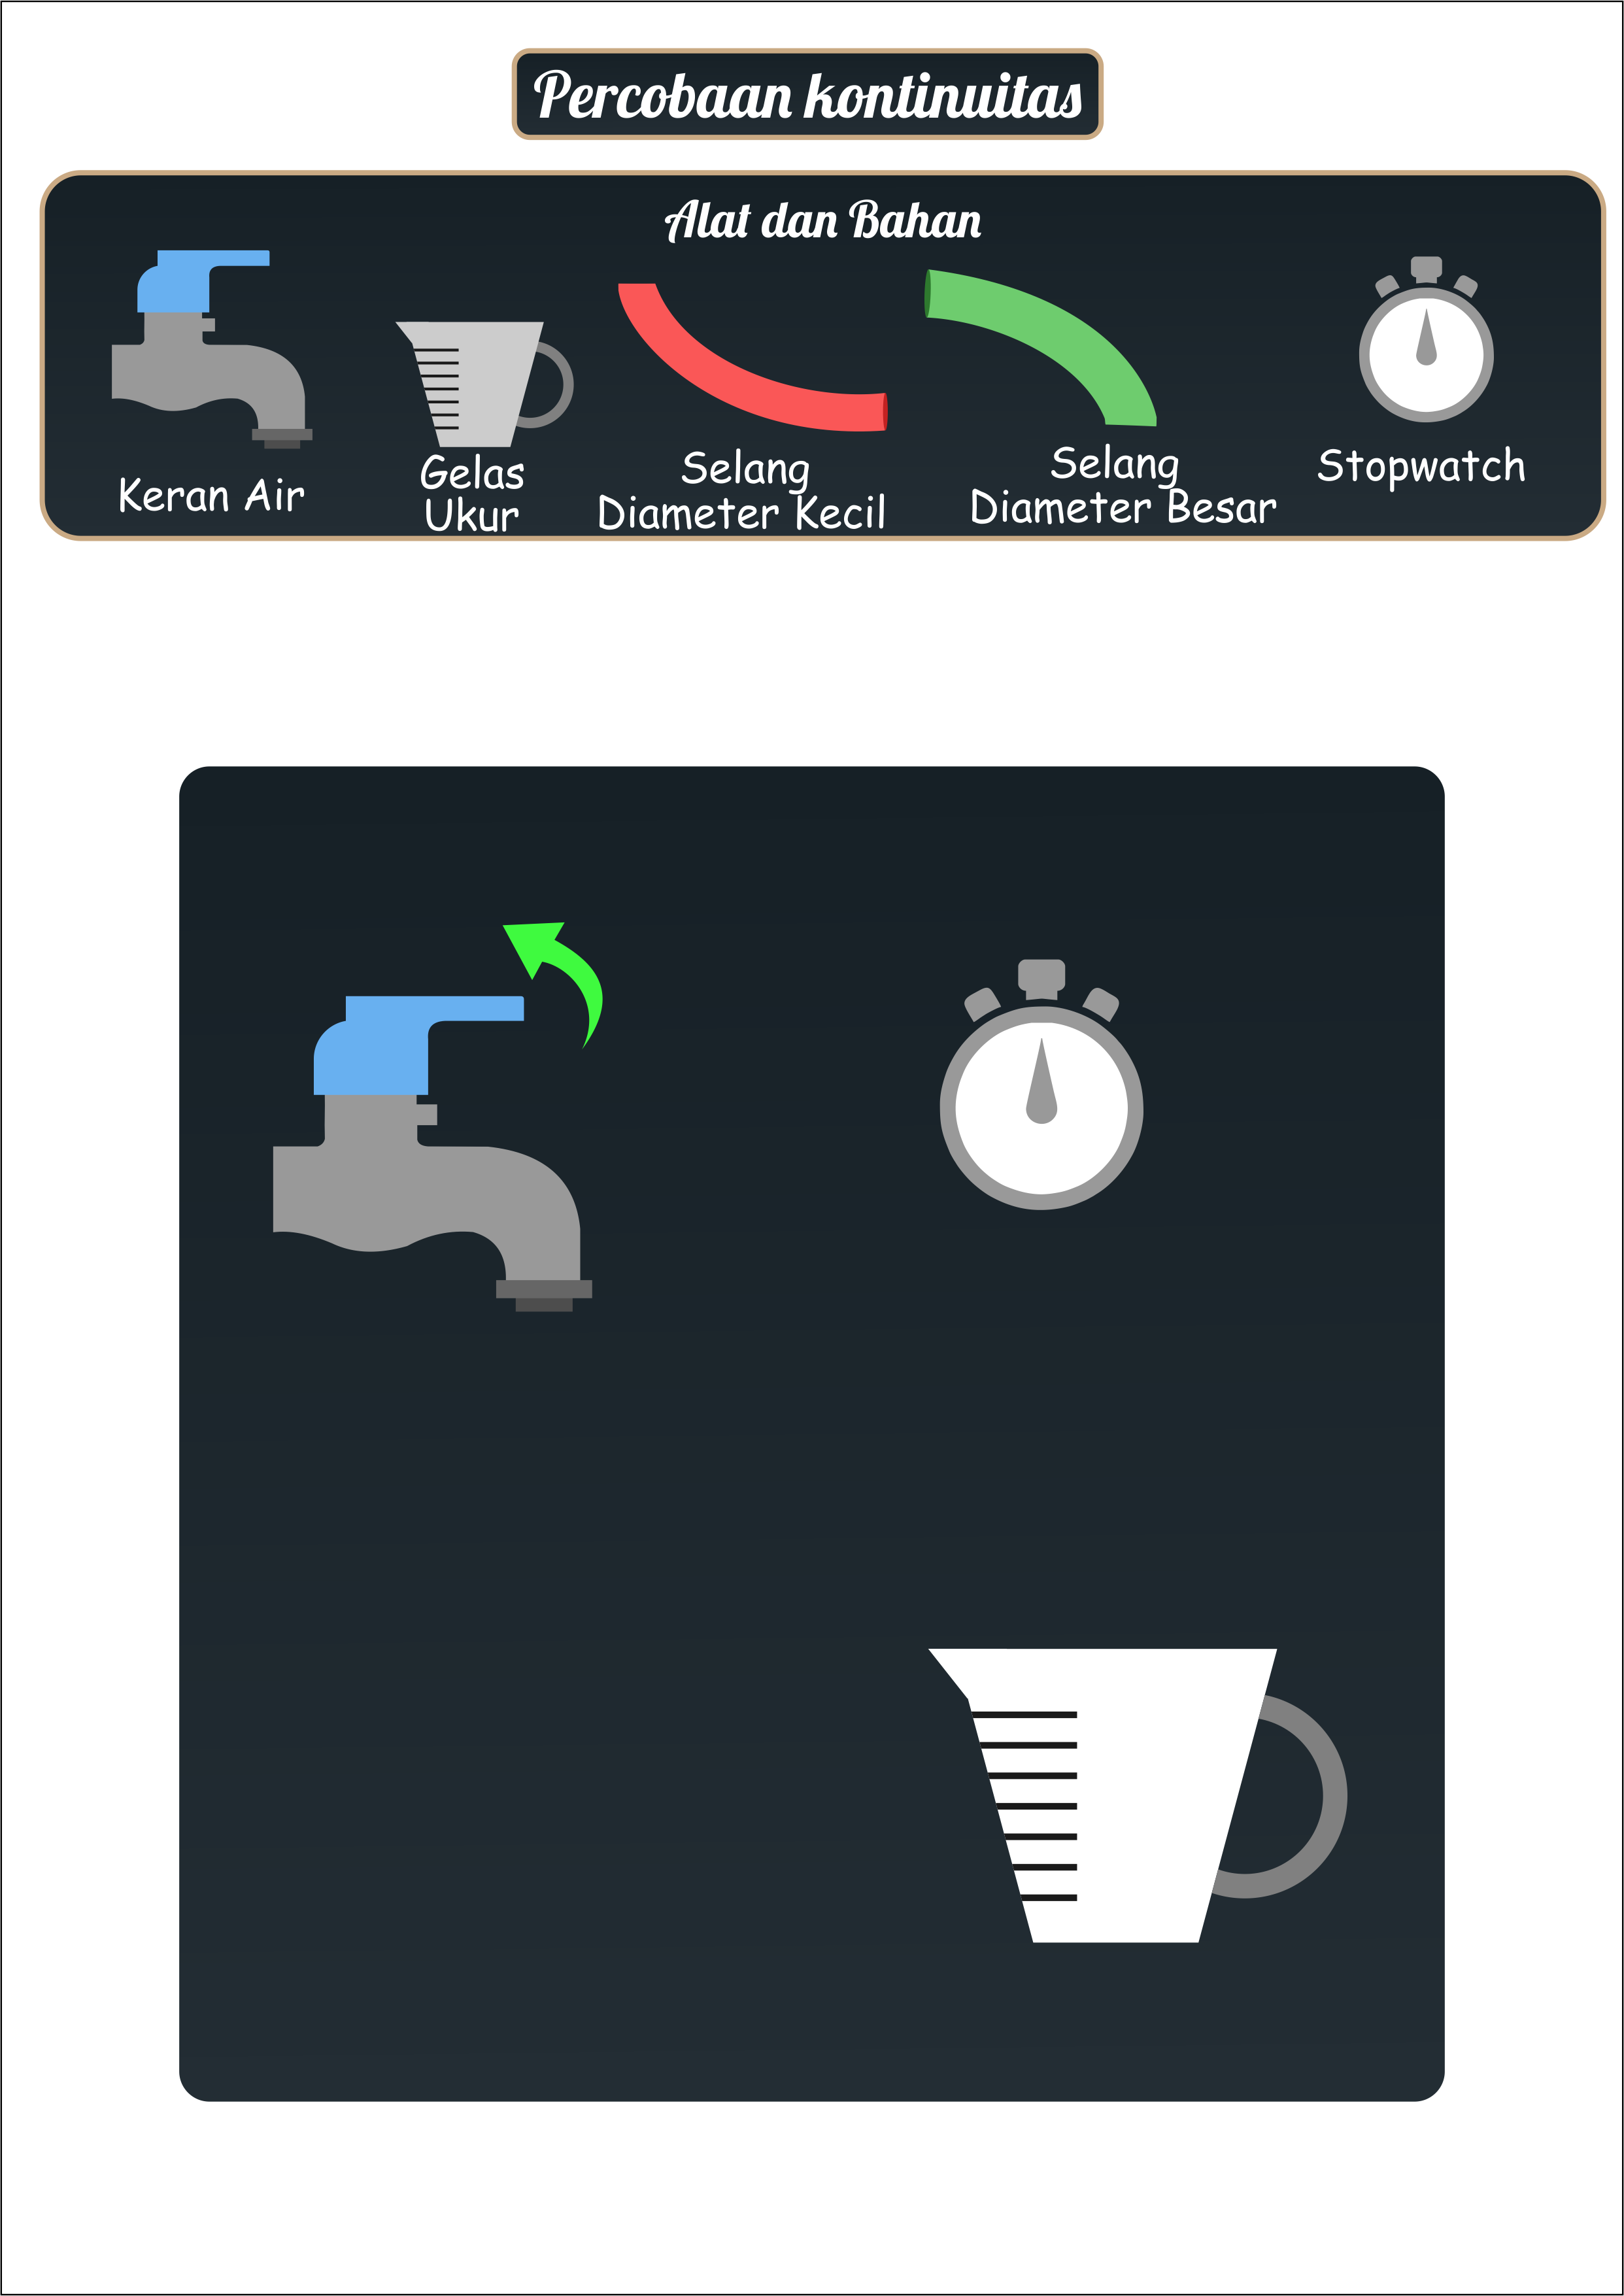 Percobaan kontinuitas
Alat dan Bahan
Keran Air
Gelas
Ukur
Selang
Diameter Kecil
Selang
Diameter Besar
Stopwatch